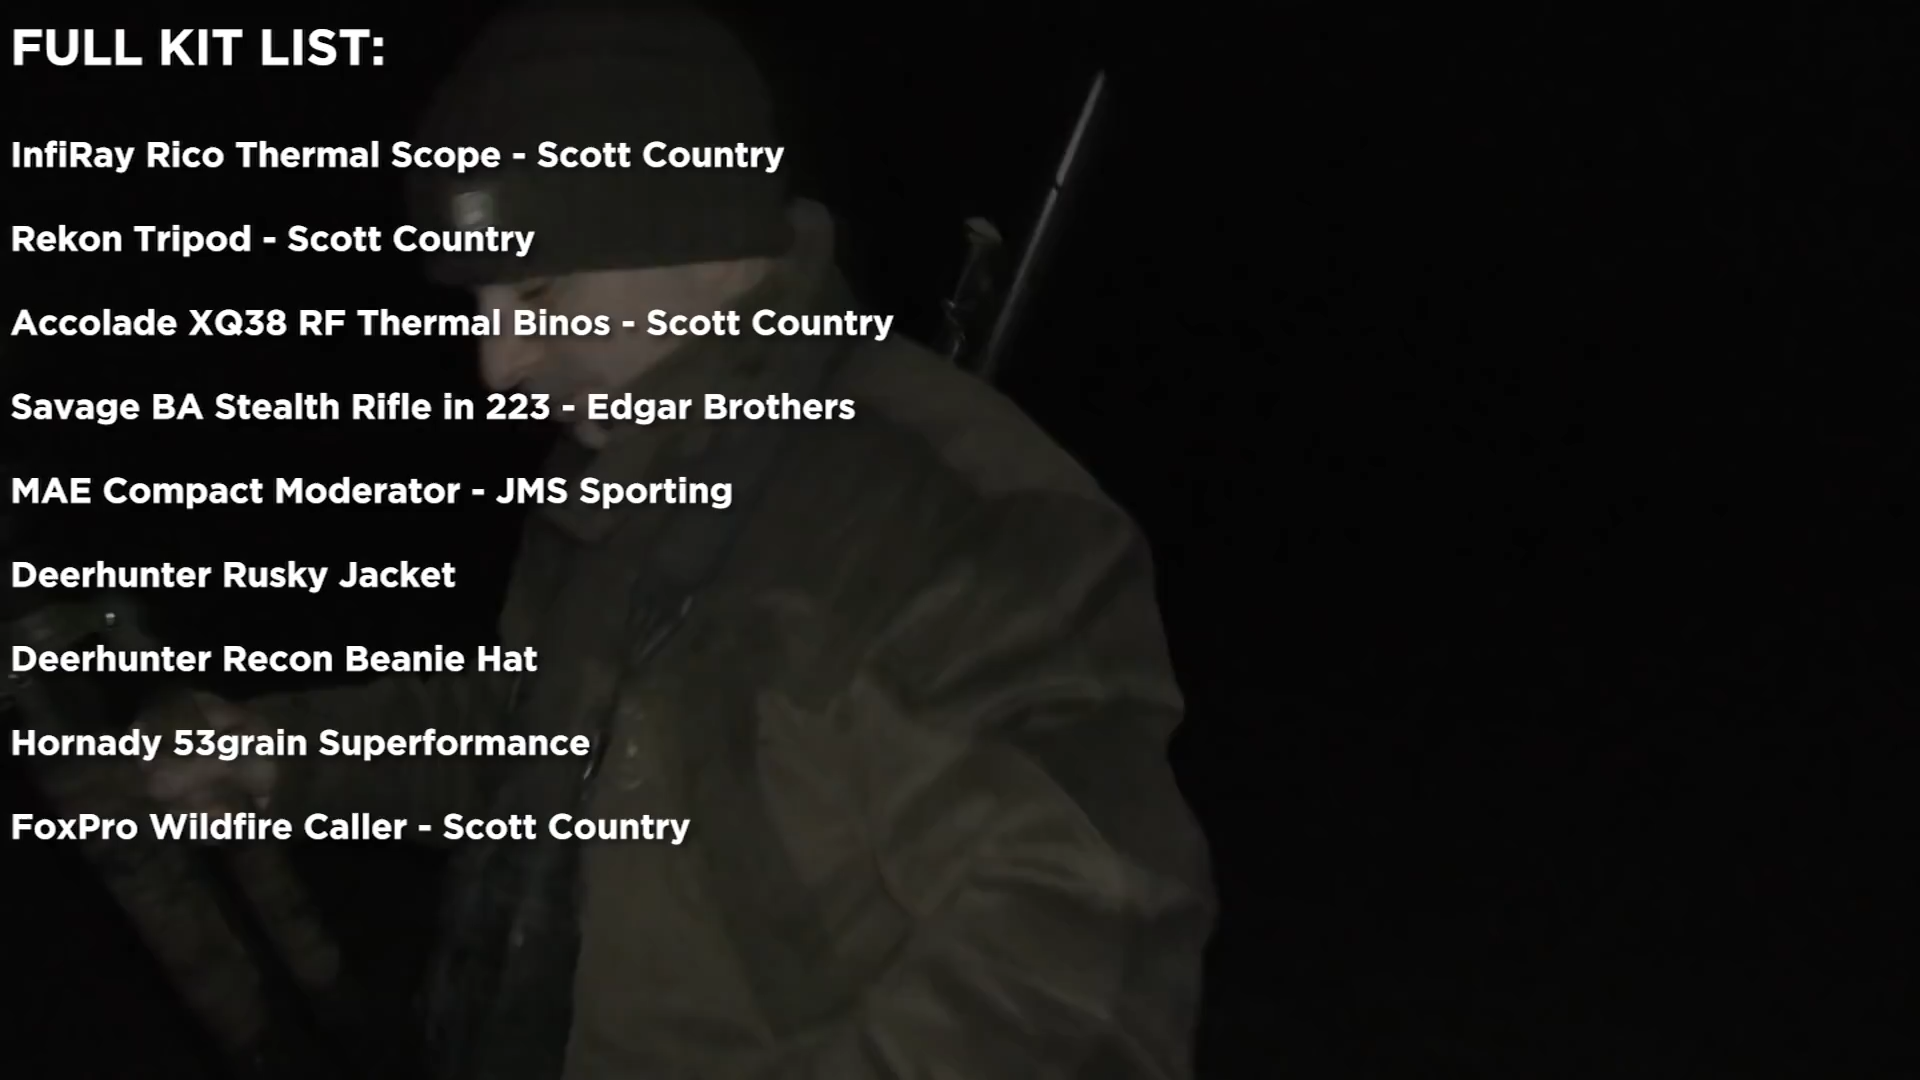 FULL KIT LIST:
InfiRay Rico Thermal Scope - Scott Country
Rekon Tripod - Scott Country
Accolade XQ38 RF Thermal Binos - Scott Country
Savage BA Stealth Rifle in 223 - Edgar Brothers
MAE Compact Moderator - JMS Sporting
Deerhunter Rusky Jacket
Deerhunter Recon Beanie Hat
Hornady 53grain Superformance
FoxPro Wildfire Caller - Scott Country